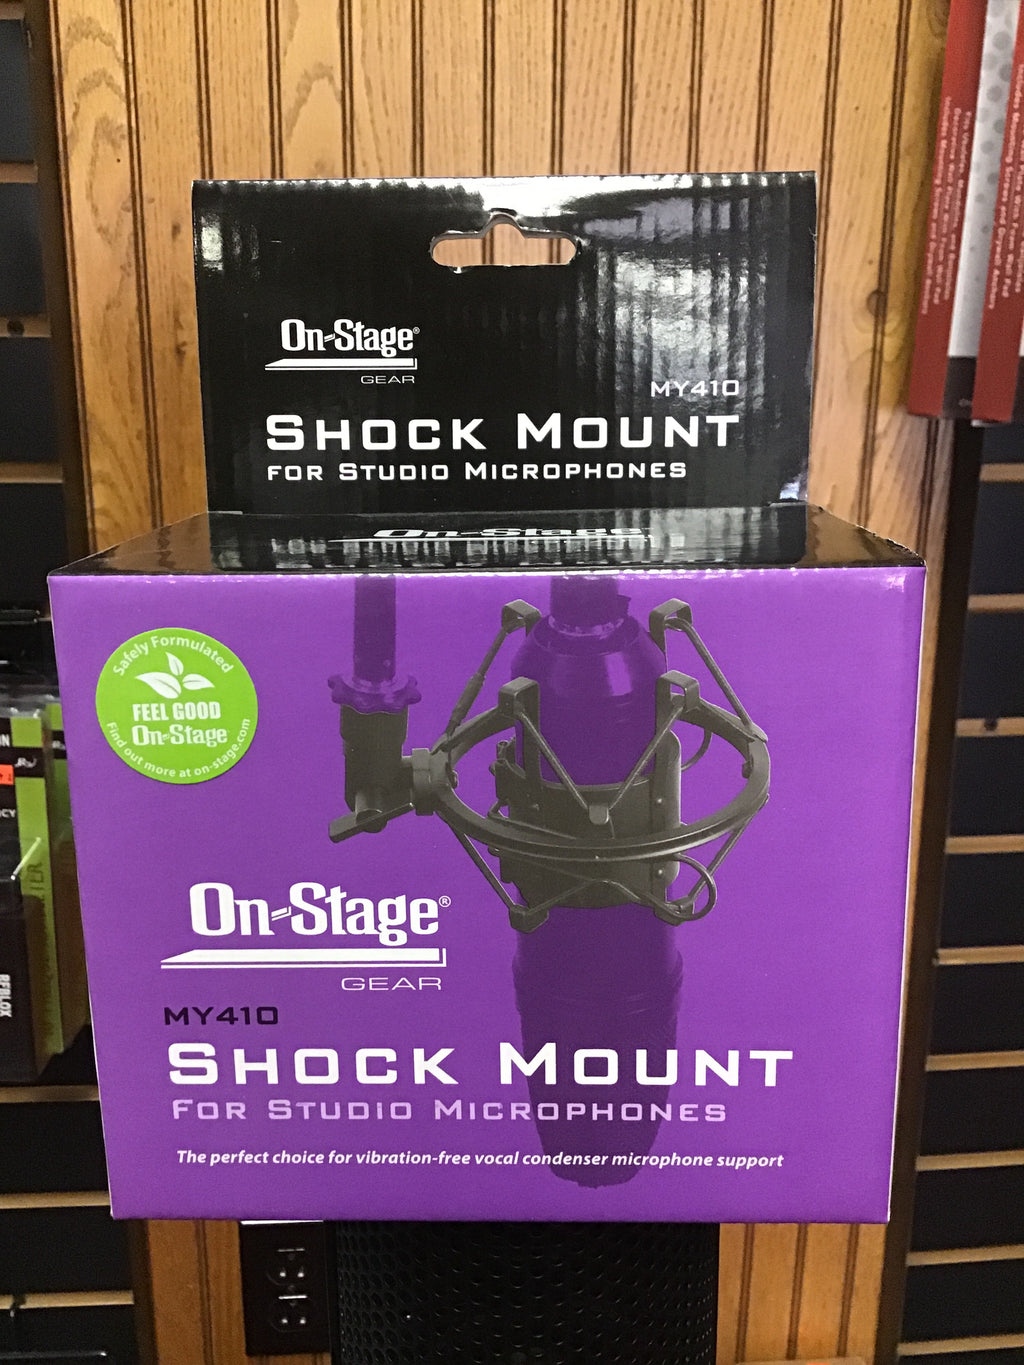 On-Stage®
GEAR
MY410
SHOCK MOUNT
FOR STUDIO MICROPHONES
On-Stage
Safely Formulated
FEEL GOOD
On-Stage
Find out more at on-stage.com
On-Stage®
GEAR
MY410
SHOCK MOUNT
FOR STUDIO MICROPHONES
The perfect choice for vibration-free vocal condenser microphone support